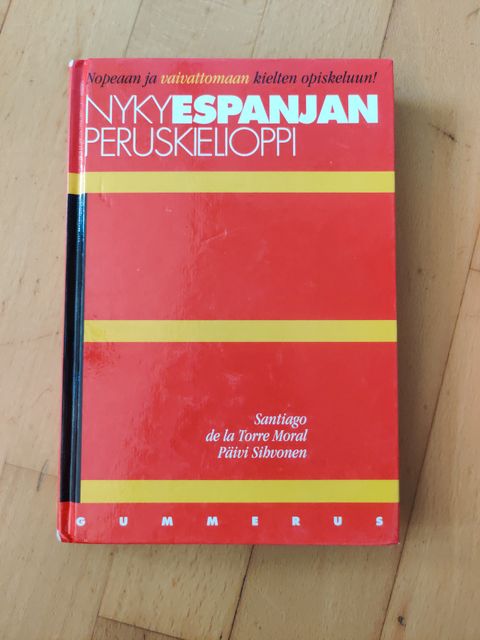 Nopeaan ja vaivattomaan kielten opiskeluun!
NYKYESPANJAN
PERUSKIELIOPPI
Santiago
de la Torre Moral
Päivi Sihvonen
GUMMERUS